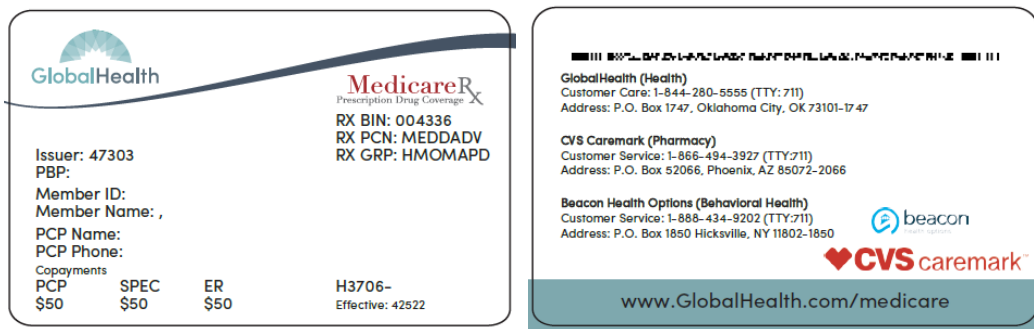 GlobalHealth
MedicareRx
Prescription Drug Coverage
RX BIN: 004336
RX PCN: MEDDADV
RX GRP: HMOMAPD
Issuer: 47303
PBP:
Member ID:
Member Name: ,
PCP Name:
PCP Phone:
Copayments
PCP SPEC ER
$50 $50 $50
H3706-
Effective: 42522
GlobalHealth (Health)
Customer Care: 1-844-280-5555 (TTY: 711)
Address: P.O. Box 1747, Oklahoma City, OK 73101-1747
CVS Caremark (Pharmacy)
Customer Service: 1-866-494-3927 (TTY:711)
Address: P.O. Box 52066, Phoenix, AZ 85072-2066
Beacon Health Options (Behavioral Health)
Customer Service: 1-888-434-9202 (TTY:711)
Address: P.O. Box 1850 Hicksville, NY 11802-1850
beacon
health options
CVS caremark™
www.GlobalHealth.com/medicare